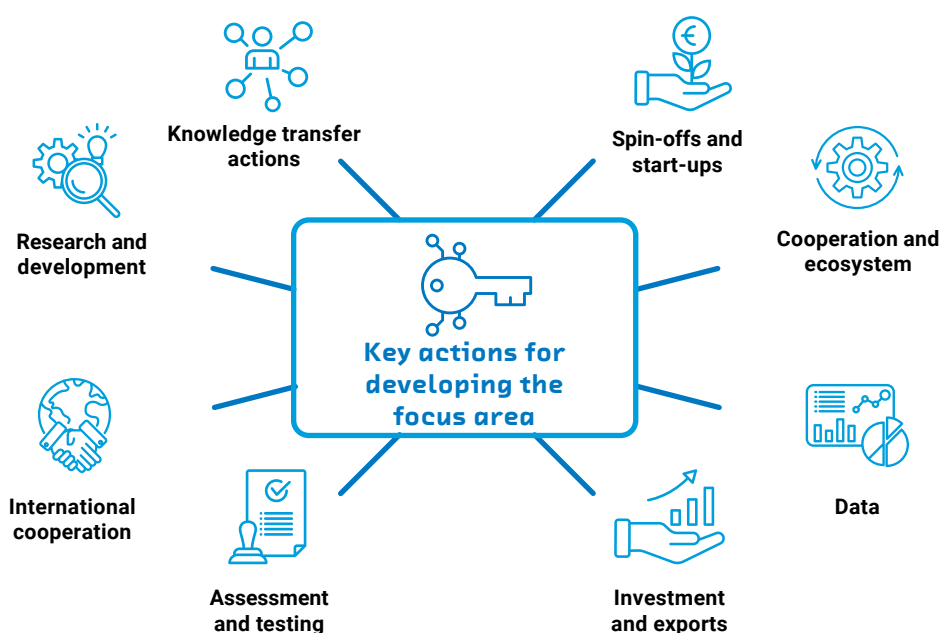 Knowledge transfer
actions
Spin-offs and
start-ups
Research and
development
Cooperation and
ecosystem
Key actions for
developing the
focus area
International
cooperation
Data
Assessment
and testing
Investment
and exports
€